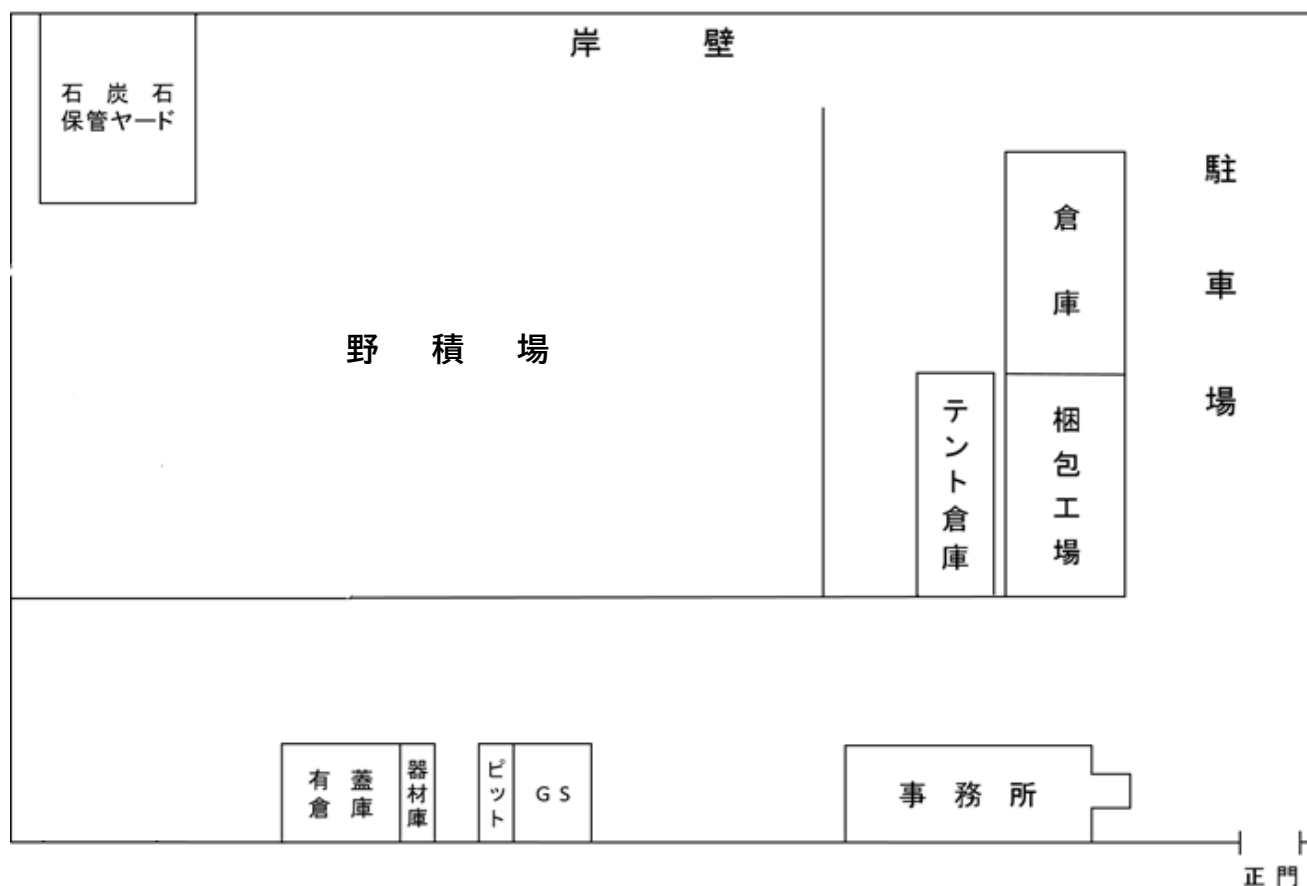 岸壁
石炭石
保管ヤード
駐車場
倉庫
野積場
テント倉庫
梱包工場
有蓋
倉庫
器材庫
ピット
GS
事務所
正門